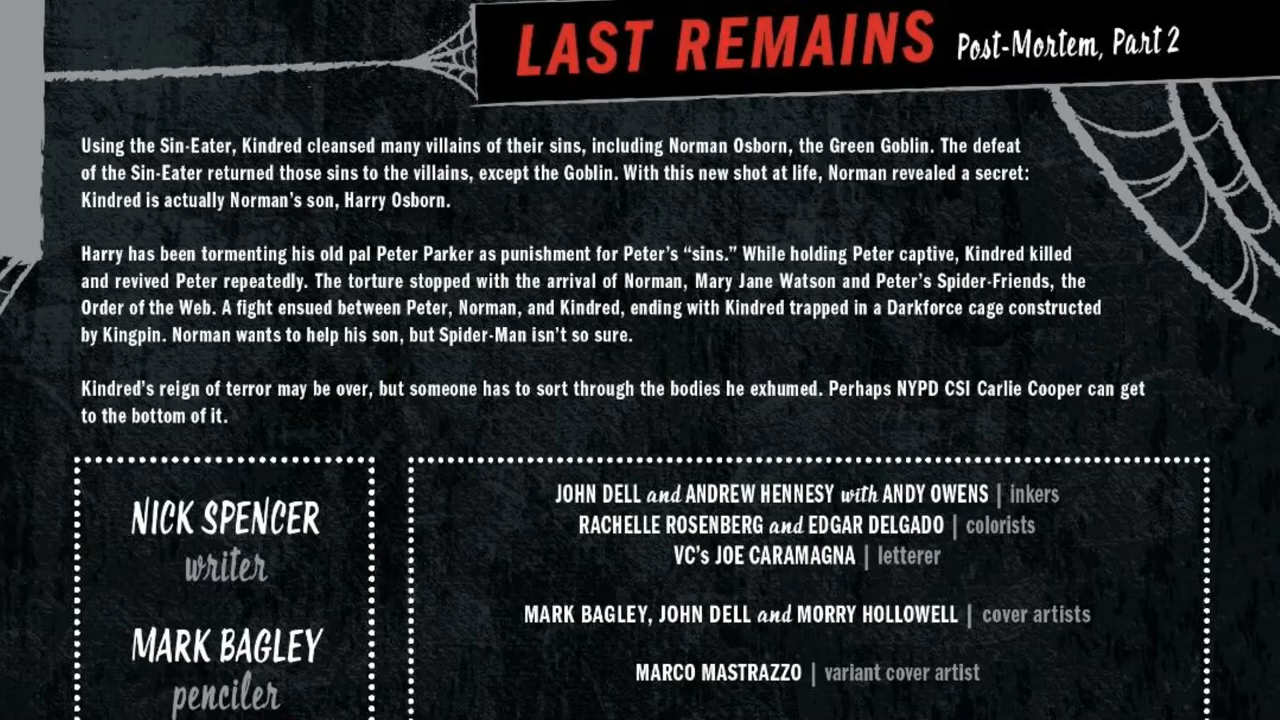 LAST REMAINS Post-Mortem, Part 2
Using the Sin-Eater, Kindred cleansed many villains of their sins, including Norman Osborn, the Green Goblin. The defeat
of the Sin-Eater returned those sins to the villains, except the Goblin. With this new shot at life, Norman revealed a secret:
Kindred is actually Norman’s son, Harry Osborn.
Harry has been tormenting his old pal Peter Parker as punishment for Peter’s “sins.” While holding Peter captive, Kindred killed
and revived Peter repeatedly. The torture stopped with the arrival of Norman, Mary Jane Watson and Peter’s Spider-Friends, the
Order of the Web. A fight ensued between Peter, Norman, and Kindred, ending with Kindred trapped in a Darkforce cage constructed
by Kingpin. Norman wants to help his son, but Spider-Man isn’t so sure.
Kindred’s reign of terror may be over, but someone has to sort through the bodies he exhumed. Perhaps NYPD CSI Carlie Cooper can get
to the bottom of it.
NICK SPENCER
writer
MARK BAGLEY
penciler
JOHN DELL and ANDREW HENNESY with ANDY OWENS | inkers
RACHELLE ROSENBERG and EDGAR DELGADO | colorists
VC’s JOE CARAMAGNA | letterer
MARK BAGLEY, JOHN DELL and MORRY HOLLOWELL | cover artists
MARCO MASTRAZZO | variant cover artist